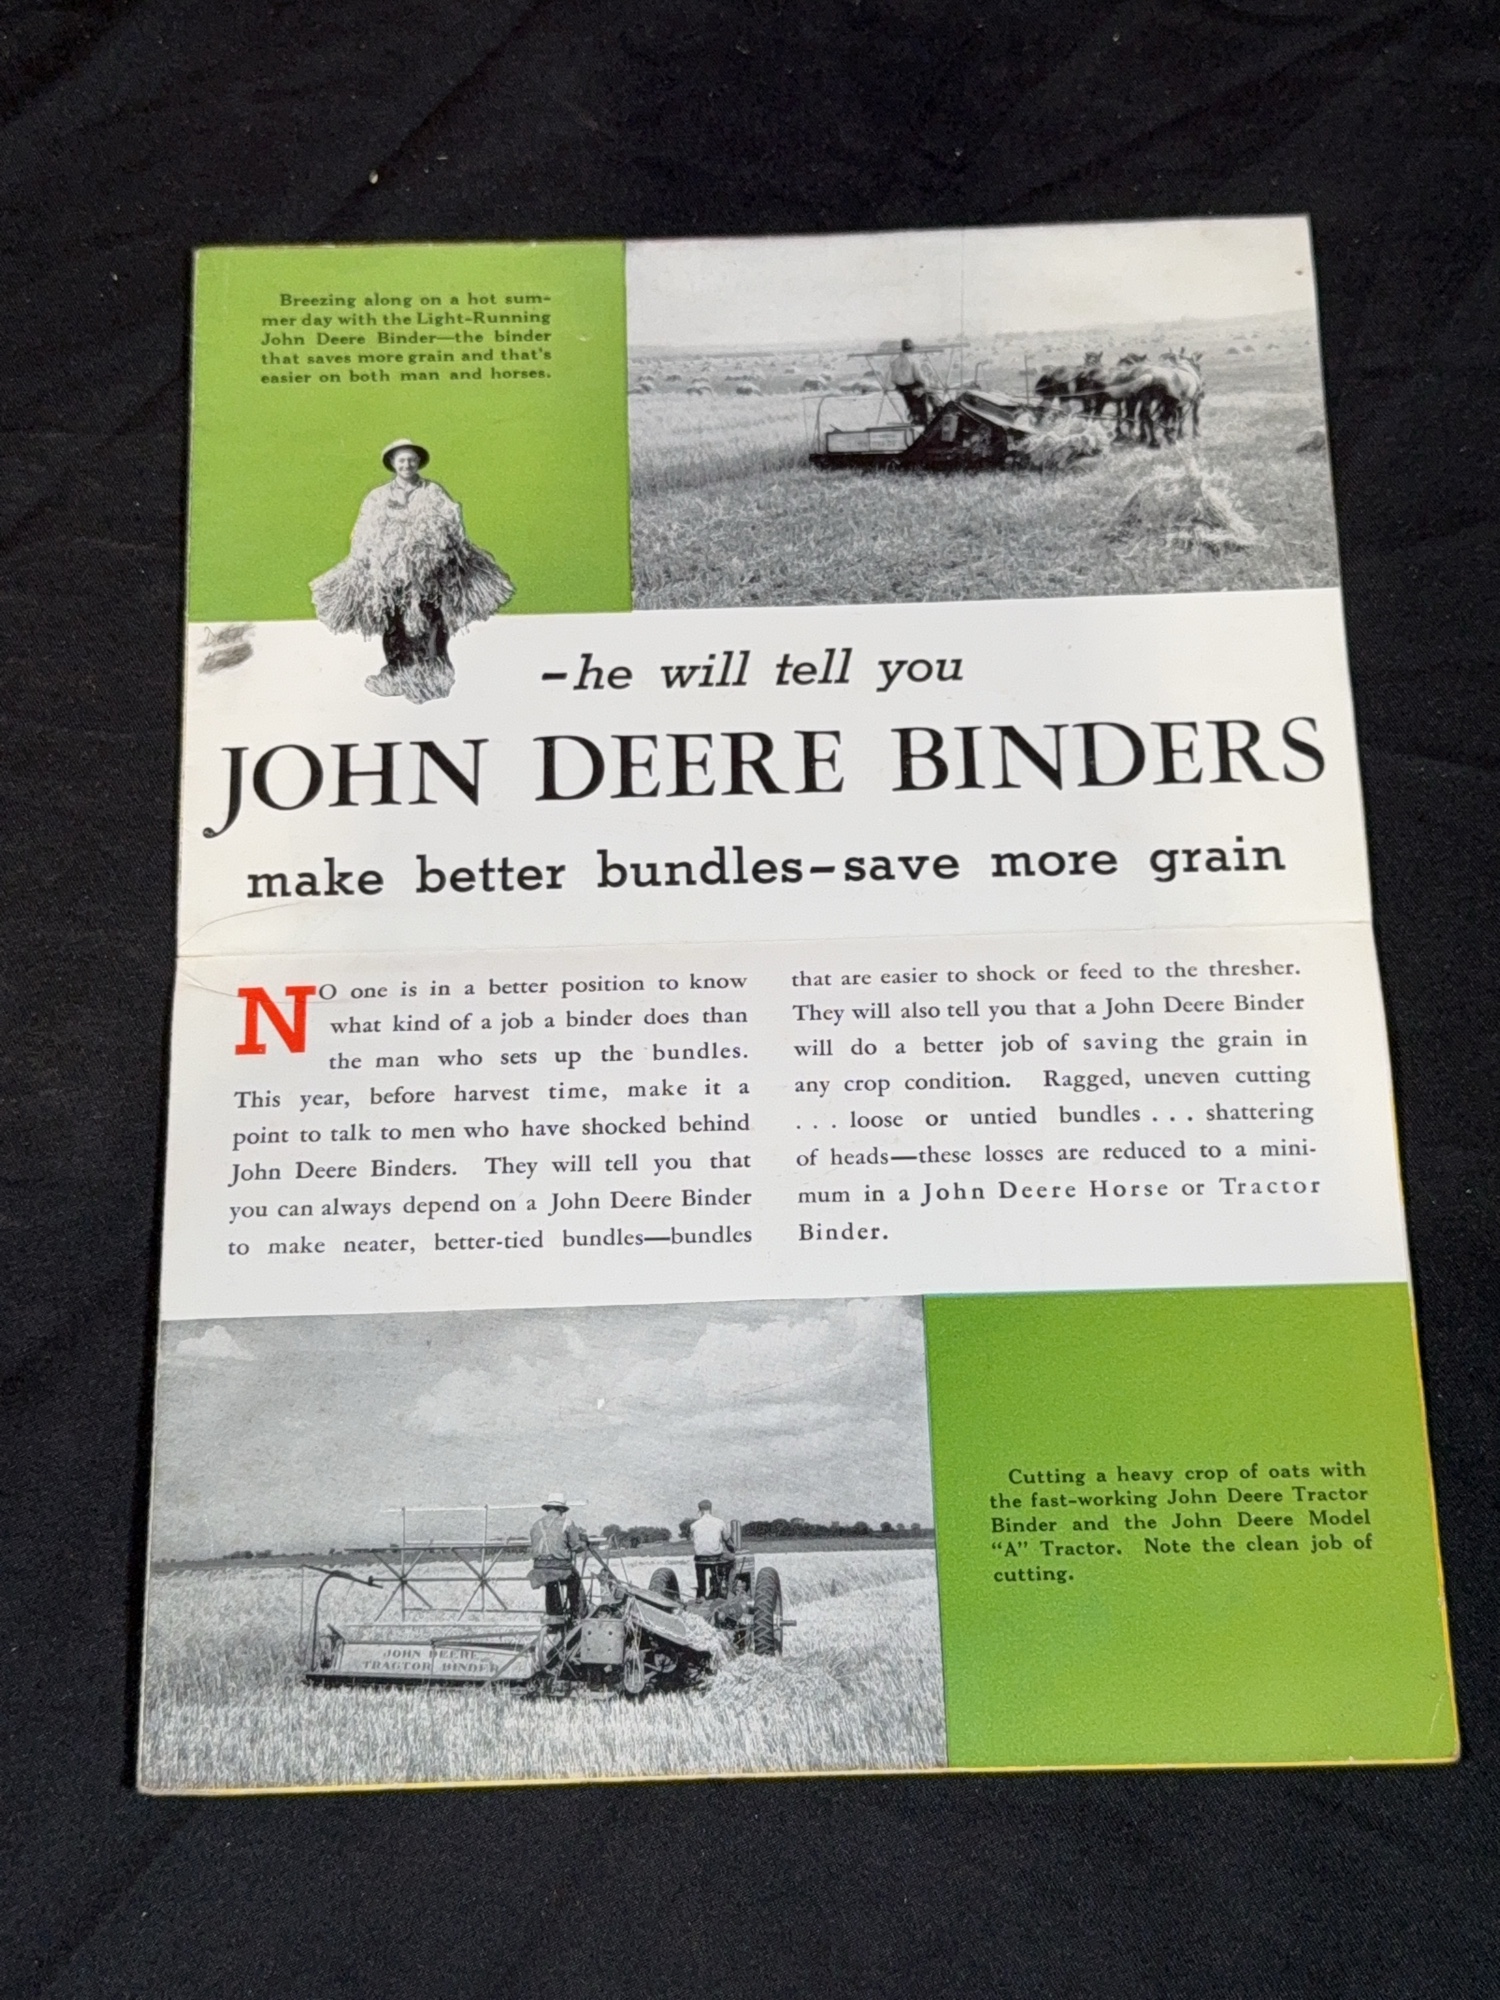 Breezing along on a hot sum-
mer day with the Light-Running
John Deere Binder—the binder
that saves more grain and that's
easier on both man and horses.
–he will tell you
JOHN DEERE BINDERS
make better bundles–save more grain
NO one is in a better position to know
what kind of a job a binder does than
the man who sets up the bundles.
This year, before harvest time, make it a
point to talk to men who have shocked behind
John Deere Binders. They will tell you that
you can always depend on a John Deere Binder
to make neater, better-tied bundles—bundles
that are easier to shock or feed to the thresher.
They will also tell you that a John Deere Binder
will do a better job of saving the grain in
any crop condition. Ragged, uneven cutting
. . . loose or untied bundles . . . shattering
of heads—these losses are reduced to a mini-
mum in a John Deere Horse or Tractor
Binder.
JOHN DEERE
TRACTOR BINDER
Cutting a heavy crop of oats with
the fast-working John Deere Tractor
Binder and the John Deere Model
“A” Tractor. Note the clean job of
cutting.